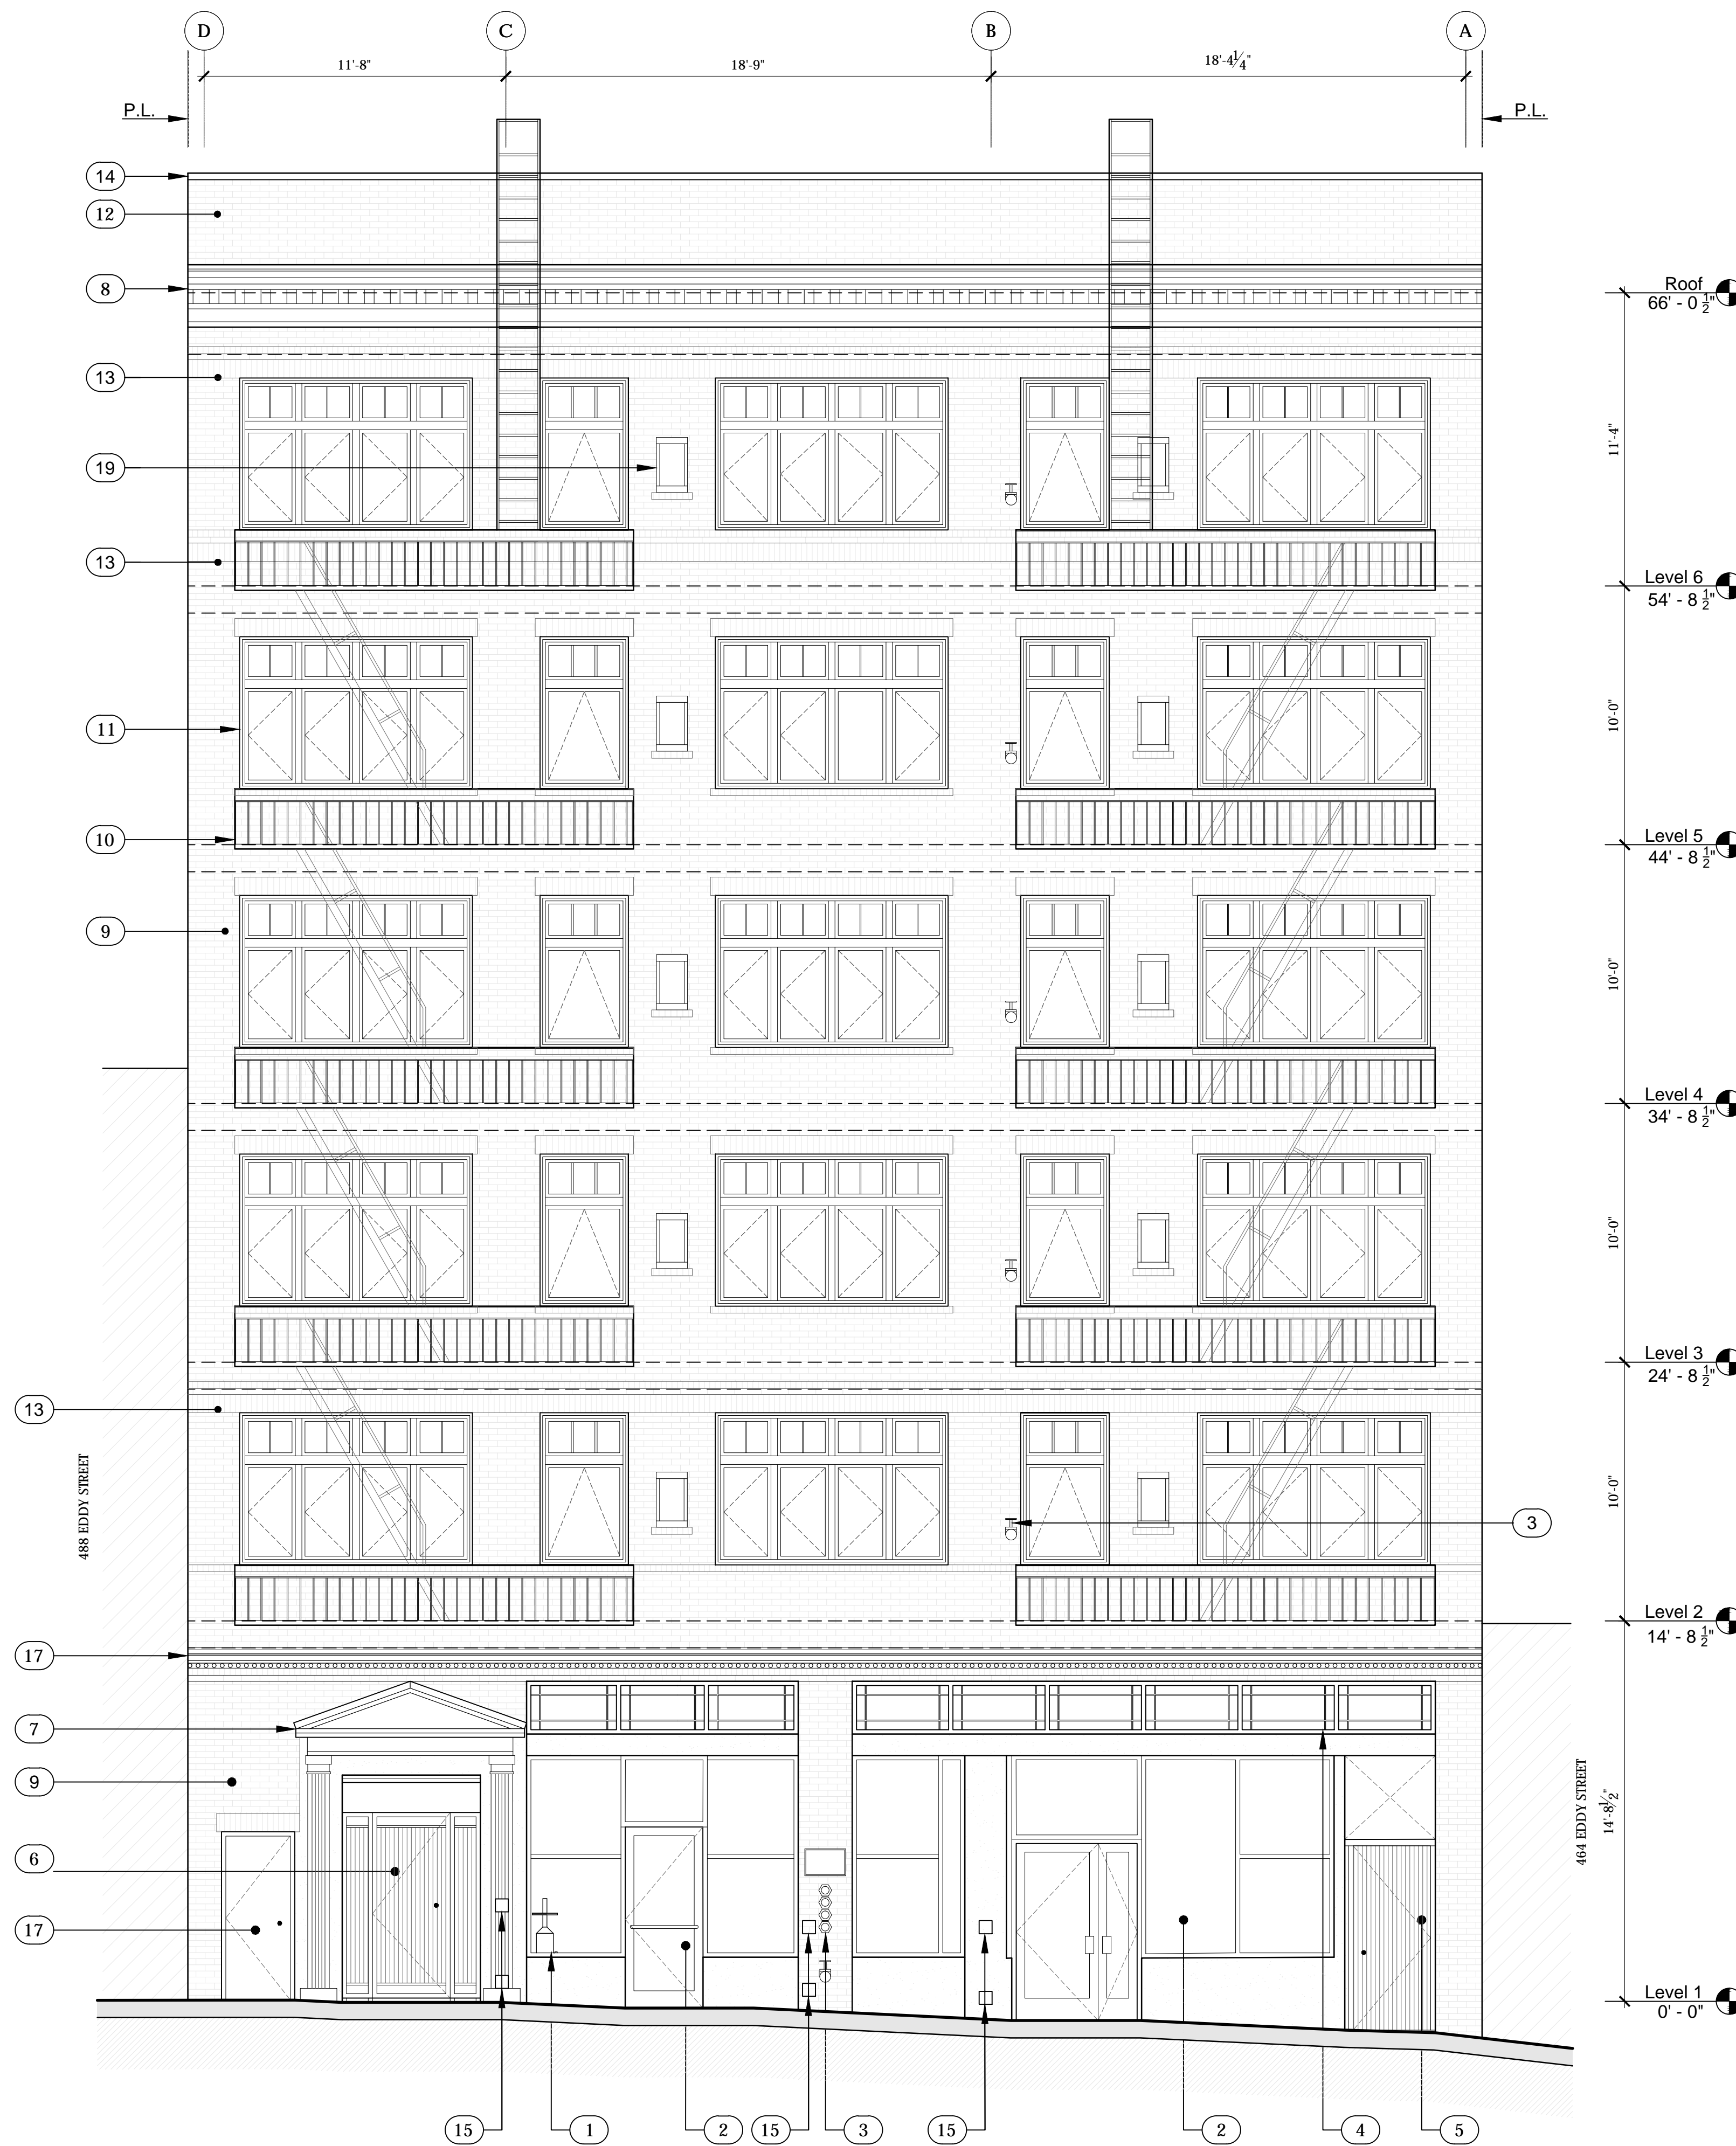 D C B A
11'-8" 18'-9" 18'-4 1/4"
P.L. P.L.
14
12
8
Roof
66' - 0 1/2"
13
11'-4"
19
13
Level 6
54' - 8 1/2"
11
10'-0"
10
Level 5
44' - 8 1/2"
9
10'-0"
Level 4
34' - 8 1/2"
10'-0"
Level 3
24' - 8 1/2"
13
488 EDDY STREET
10'-0"
3
Level 2
14' - 8 1/2"
17
7
9
464 EDDY STREET
14'-8 1/2"
6
17
Level 1
0' - 0"
15 1 2 15 3 15 2 4 5